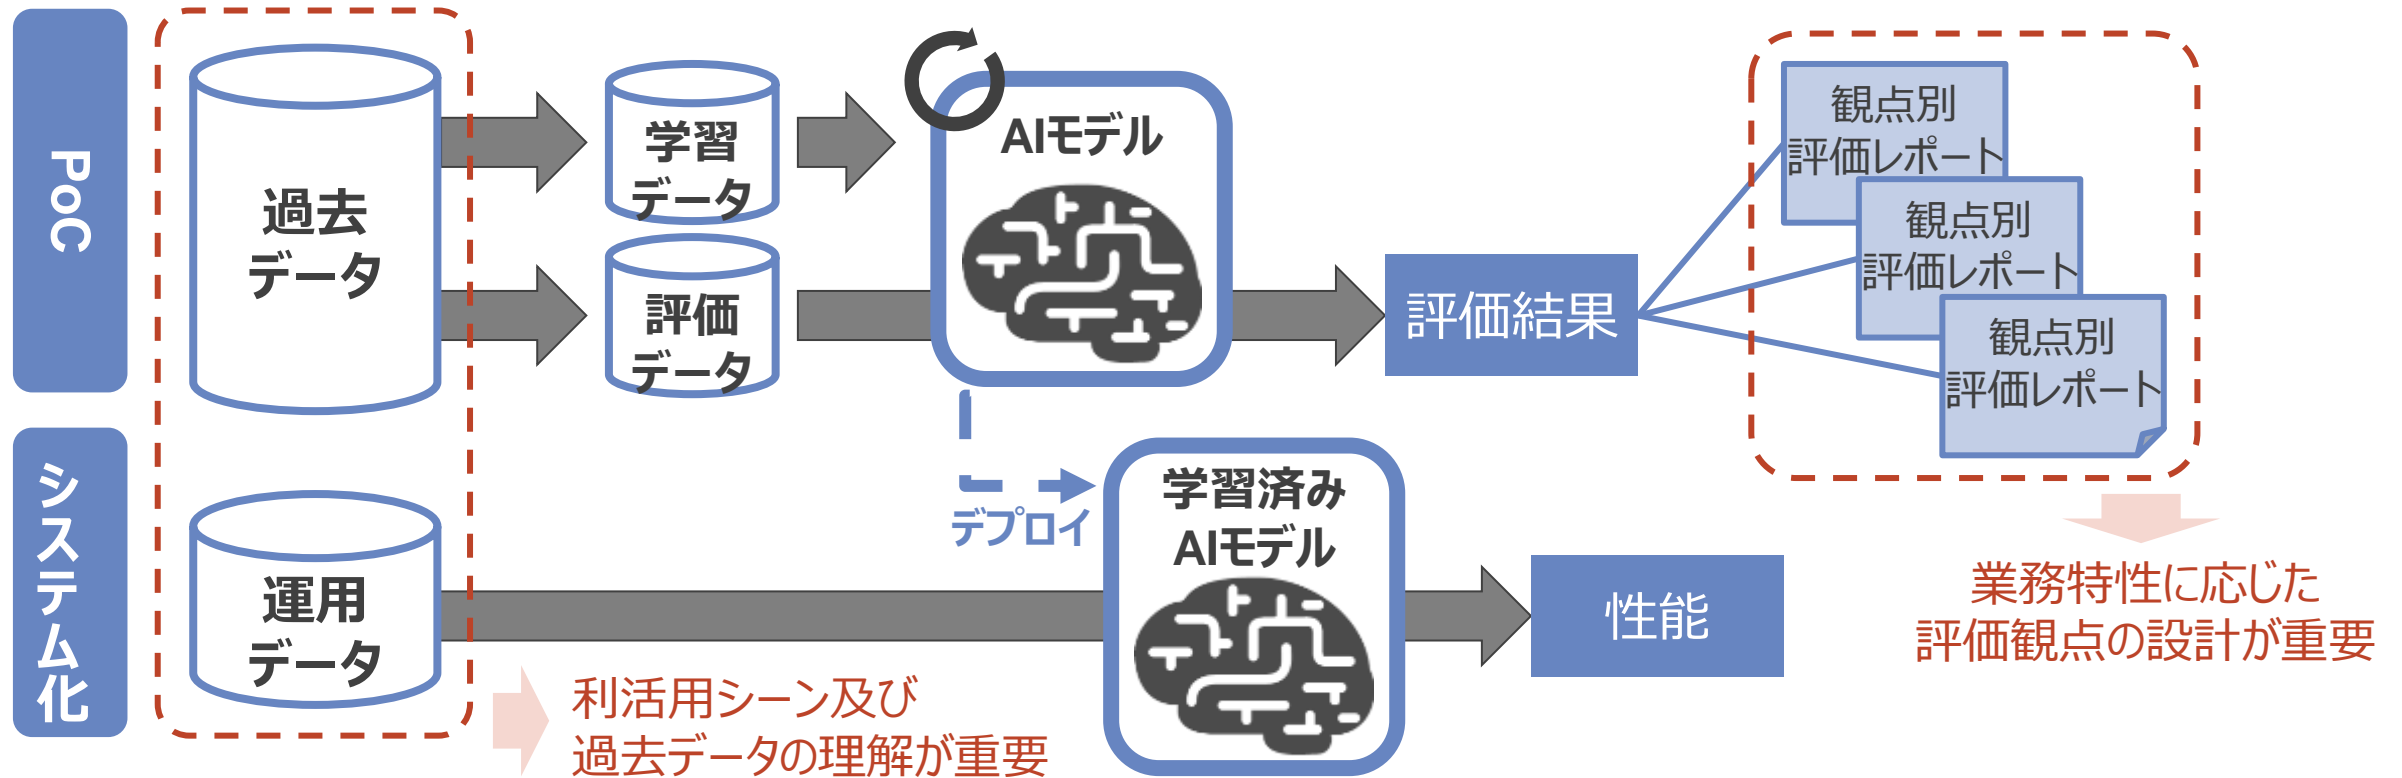 PoC
過去
データ
学習
データ
評価
データ
AIモデル
評価結果
観点別
評価レポート
観点別
評価レポート
観点別
評価レポート
システム化
運用
データ
デプロイ
学習済み
AIモデル
性能
利活用シーン及び
過去データの理解が重要
業務特性に応じた
評価観点の設計が重要